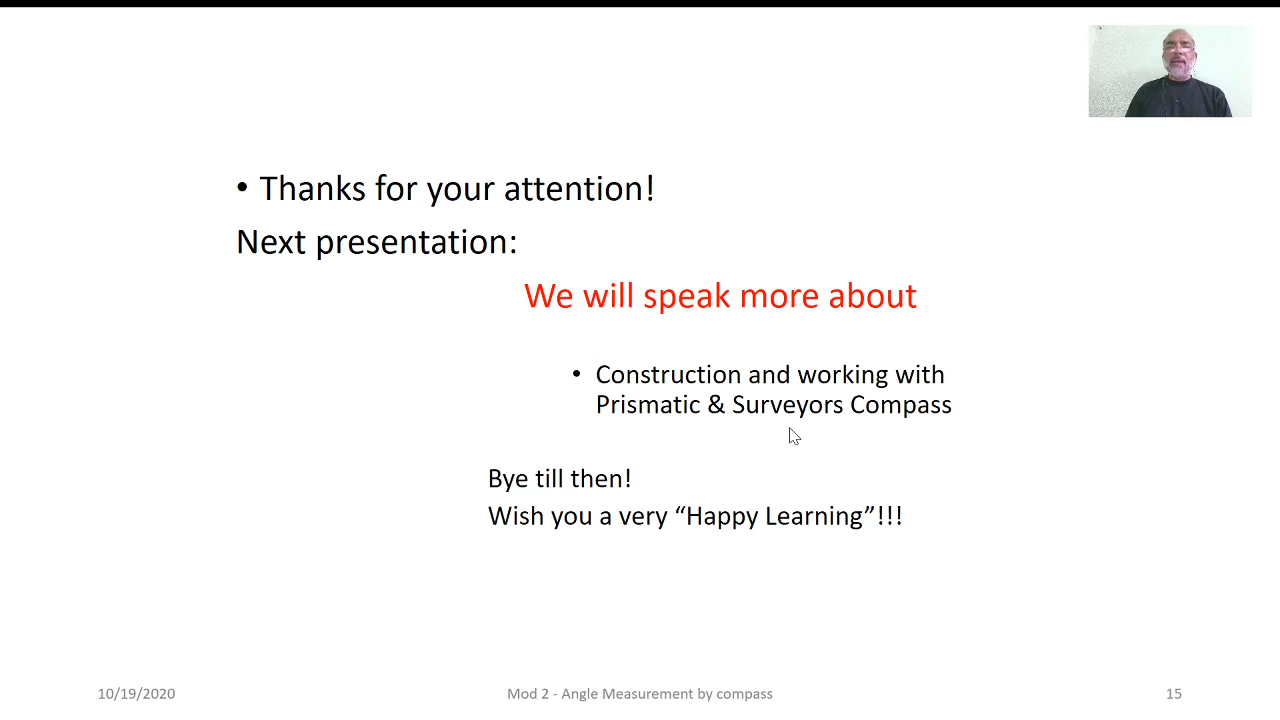 • Thanks for your attention!
Next presentation:
We will speak more about
• Construction and working with
Prismatic & Surveyors Compass
Bye till then!
Wish you a very “Happy Learning”!!!
10/19/2020
Mod 2 - Angle Measurement by compass
15